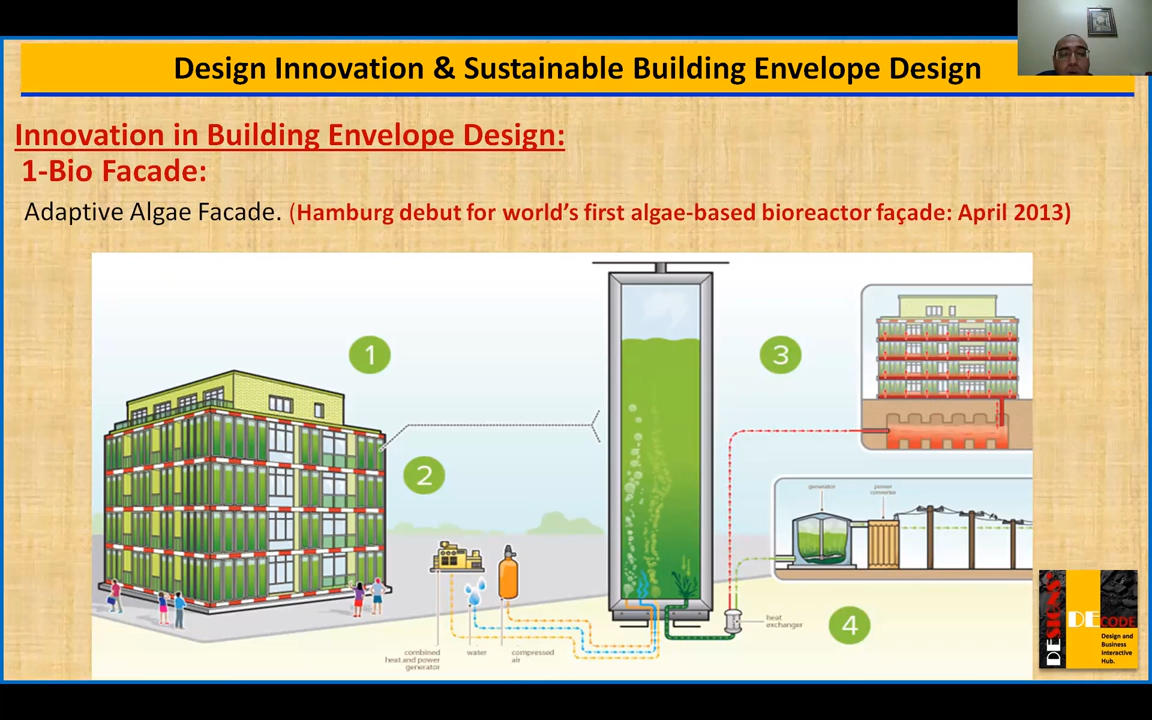 Design Innovation & Sustainable Building Envelope Design
Innovation in Building Envelope Design:
1-Bio Facade:
Adaptive Algae Facade. (Hamburg debut for world’s first algae-based bioreactor façade: April 2013)
1
2
3
4
generator
power
converter
heat
exchanger
combined
heat and power
generator
water
compressed
air
DESIGNS
DECODE
Design and
Business
Interactive
Hub.